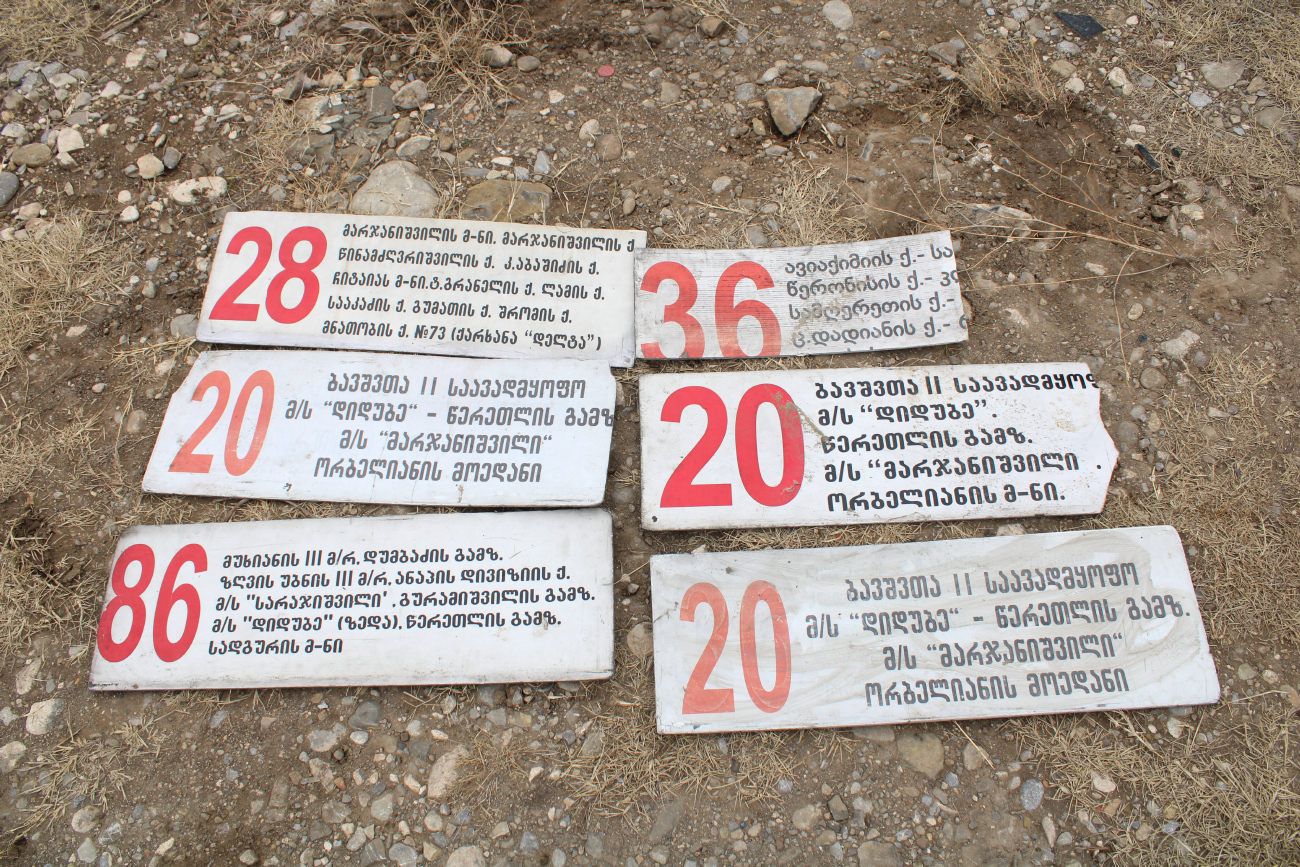 28
მარჯანიშვილის მ-ნი. მარჯანიშვილის ქ
წინამძღვრიშვილის ქ. კ.აბაშიძის ქ.
ჩიტაიას მ-ნი.გ.გრანელის ქ. ლამის ქ.
სააკაძის ქ. გუმათის ქ. შრომის ქ.
მნათობის ქ. №73 (ქარხანა "დელტა")
36
ავიაქიმიის ქ.- სა
წერონისის ქ.-
სამღერეთის ქ.-
ც.დადიანის ქ.-
20
ბავშვთა II საავადმყოფო
მ/ს "დიდუბე" - წერეთლის გამზ
მ/ს "მარჯანიშვილი"
ორბელიანის მოედანი
20
ბავშვთა II საავადმყოფ
მ/ს "დიდუბე".
წერეთლის გამზ.
მ/ს "მარჯანიშვილი .
ორბელიანის მ-ნი.
86
მუხიანის III მ/რ. დუმბაძის გამზ.
ზღვის უბნის III მ/რ. ანაპის დივიზიის ქ.
მ/ს "სარაჯიშვილი'. გურამიშვილის გამზ.
მ/ს "დიდუბე" (ზედა). წერეთლის გამზ.
სადგურის მ-ნი
20
ბავშვთა II საავადმყოფო
მ/ს "დიდუბე" - წერეთლის გამზ.
მ/ს "მარჯანიშვილი"
ორბელიანის მოედანი